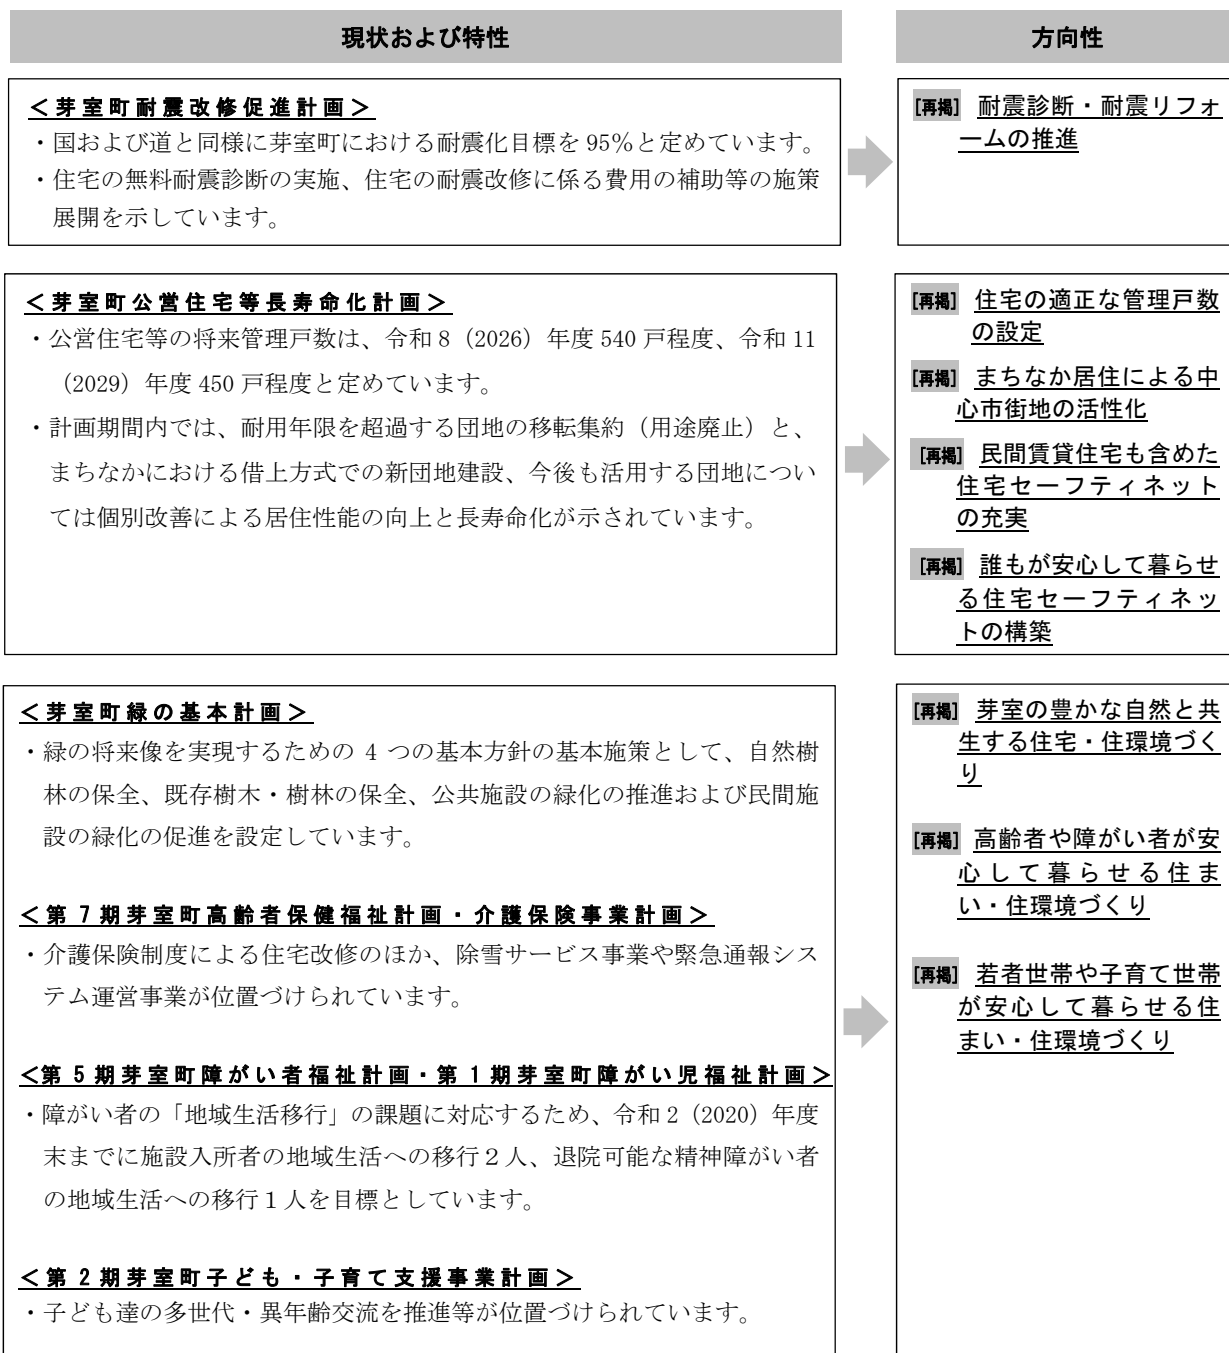 現状および特性
方向性
＜芽室町耐震改修促進計画＞
・国および道と同様に芽室町における耐震化目標を 95％と定めています。
・住宅の無料耐震診断の実施、住宅の耐震改修に係る費用の補助等の施策
展開を示しています。
[再掲] 耐震診断・耐震リフォ
ームの推進
＜芽室町公営住宅等長寿命化計画＞
・公営住宅等の将来管理戸数は、令和 8（2026）年度 540 戸程度、令和 11
（2029）年度 450 戸程度と定めています。
・計画期間内では、耐用年限を超過する団地の移転集約（用途廃止）と、
まちなかにおける借上方式での新団地建設、今後も活用する団地につい
ては個別改善による居住性能の向上と長寿命化が示されています。
[再掲] 住宅の適正な管理戸数
の設定
[再掲] まちなか居住による中
心市街地の活性化
[再掲] 民間賃貸住宅も含めた
住宅セーフティネット
の充実
[再掲] 誰もが安心して暮らせ
る住宅セーフティネッ
トの構築
＜芽室町緑の基本計画＞
・緑の将来像を実現するための 4 つの基本方針の基本施策として、自然樹
林の保全、既存樹木・樹林の保全、公共施設の緑化の推進および民間施
設の緑化の促進を設定しています。
＜第 7 期芽室町高齢者保健福祉計画・介護保険事業計画＞
・介護保険制度による住宅改修のほか、除雪サービス事業や緊急通報シス
テム運営事業が位置づけられています。
＜第 5 期芽室町障がい者福祉計画・第 1 期芽室町障がい児福祉計画＞
・障がい者の「地域生活移行」の課題に対応するため、令和 2（2020）年度
末までに施設入所者の地域生活への移行２人、退院可能な精神障がい者
の地域生活への移行１人を目標としています。
＜第 2 期芽室町子ども・子育て支援事業計画＞
・子ども達の多世代・異年齢交流を推進等が位置づけられています。
[再掲] 芽室の豊かな自然と共
生する住宅・住環境づく
り
[再掲] 高齢者や障がい者が安
心して暮らせる住ま
い・住環境づくり
[再掲] 若者世帯や子育て世帯
が安心して暮らせる住
まい・住環境づくり